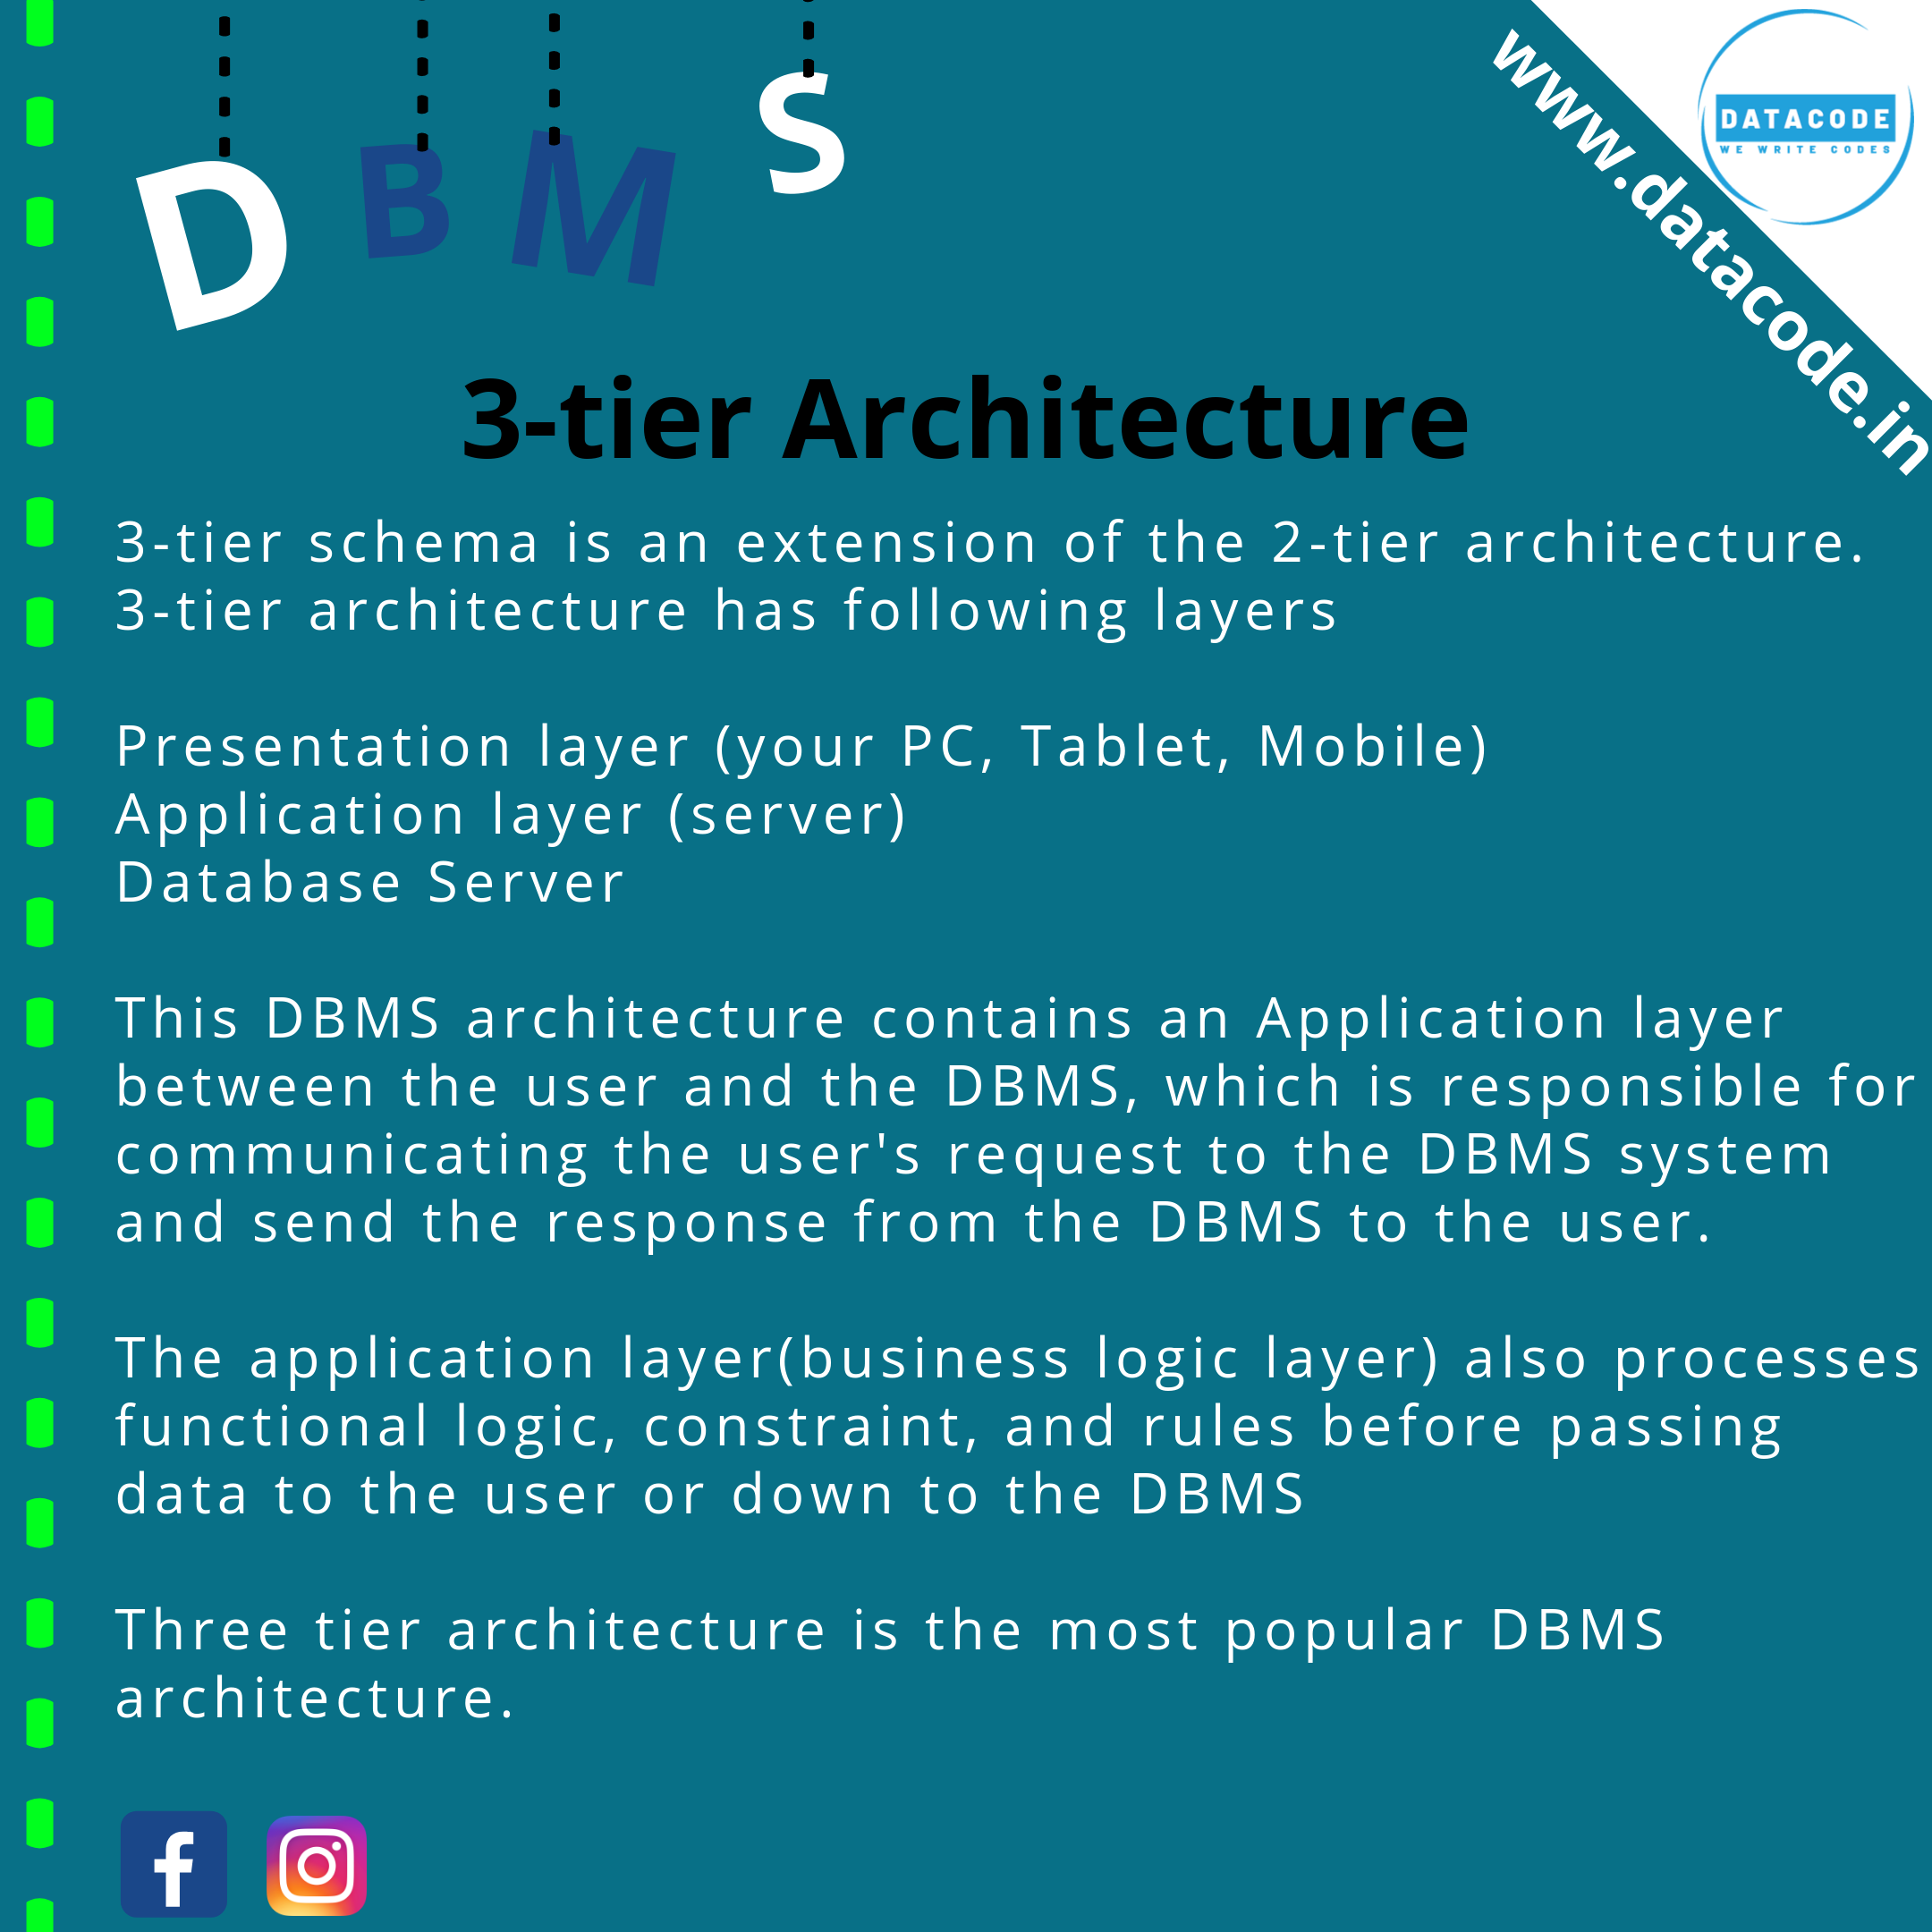 D B M S
www.datacode.in
DATACODE
WE WRITE CODES
3-tier Architecture
3-tier schema is an extension of the 2-tier architecture.
3-tier architecture has following layers
Presentation layer (your PC, Tablet, Mobile)
Application layer (server)
Database Server
This DBMS architecture contains an Application layer
between the user and the DBMS, which is responsible for
communicating the user's request to the DBMS system
and send the response from the DBMS to the user.
The application layer(business logic layer) also processes
functional logic, constraint, and rules before passing
data to the user or down to the DBMS
Three tier architecture is the most popular DBMS
architecture.